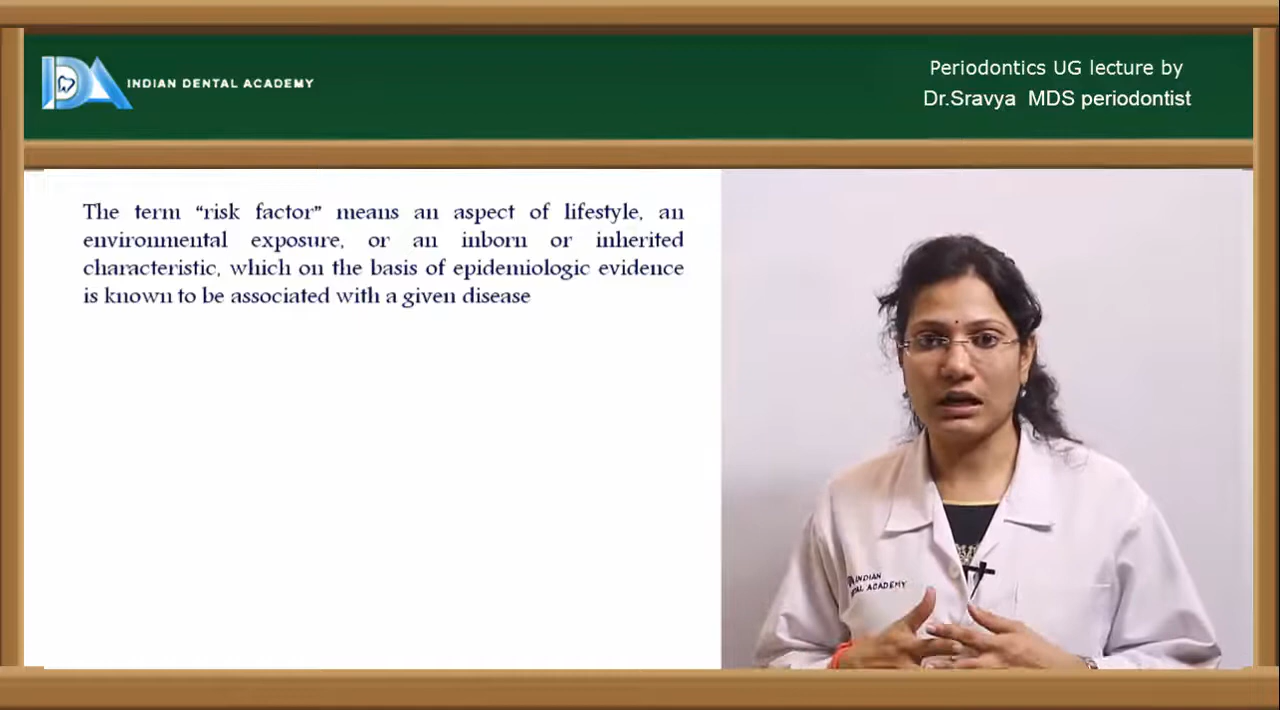 IDA INDIAN DENTAL ACADEMY
Periodontics UG lecture by
Dr.Sravya MDS periodontist
The term “risk factor” means an aspect of lifestyle, an
environmental exposure, or an inborn or inherited
characteristic, which on the basis of epidemiologic evidence
is known to be associated with a given disease
INDIAN
ACADEMY